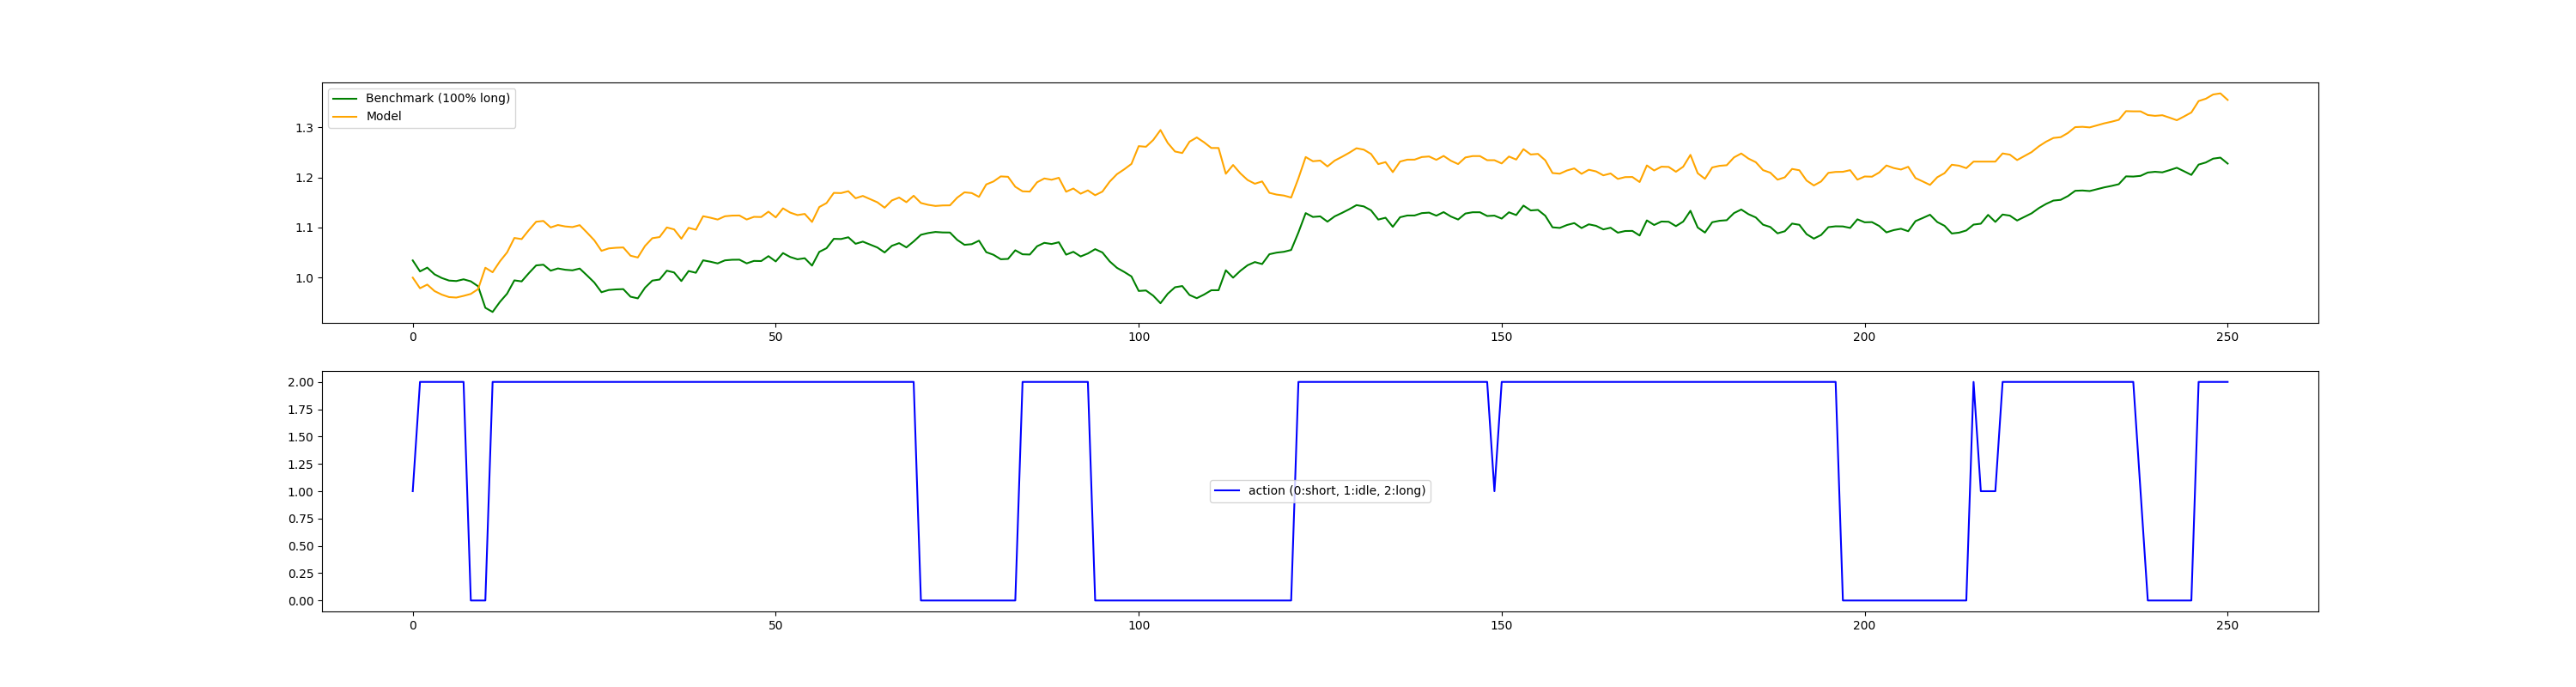 Benchmark (100% long)
Model
1.3
1.2
1.1
1.0
0 50 100 150 200 250
2.00
1.75
1.50
1.25
1.00
0.75
0.50
0.25
0.00
action (0:short, 1:idle, 2:long)
0 50 100 150 200 250